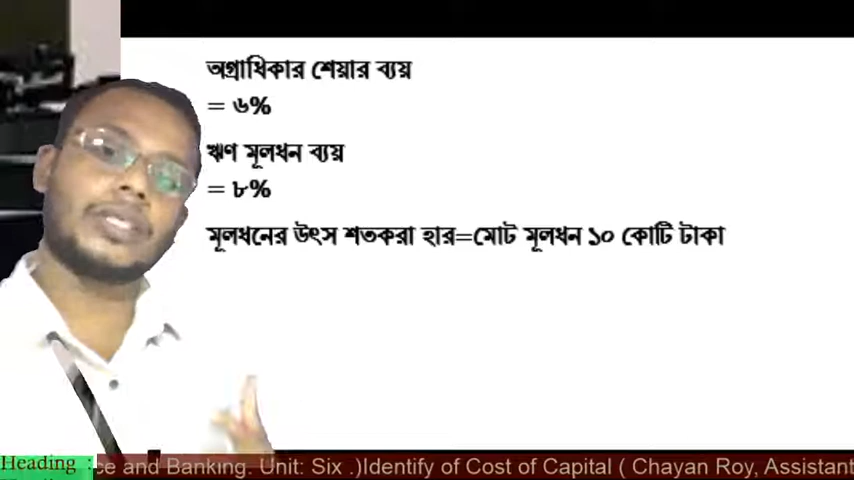 অগ্রাধিকার শেয়ার ব্যয়
= ৬%
ঋণ মূলধন ব্যয়
= ৮%
মূলধনের উৎস শতকরা হার=মোট মূলধন ১০ কোটি টাকা
Heading : ce and Banking. Unit: Six .)Identify of Cost of Capital ( Chayan Roy, Assistant